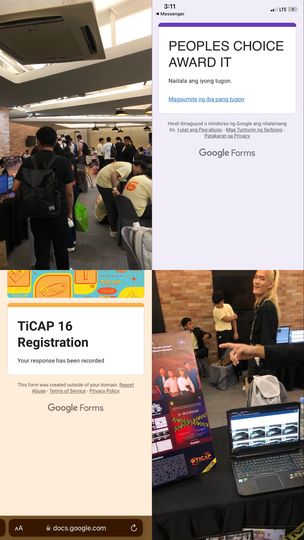 3:11
LTE
Messenger
PEOPLES CHOICE
AWARD IT
Naitala ang iyong tugon.
Magsumite ng iba pang tugon
Hindi itinaguyod o inindorso ng Google ang nilalamang
ito. I-ulat ang Pag-abuso - Mga Tuntunin ng Serbisyo -
Patakaran sa Privacy
Google Forms
TiCAP 16
Registration
Your response has been recorded
This form was created outside of your domain. Report
Abuse - Terms of Service - Privacy Policy
Google Forms
AA docs.google.com
TICAP